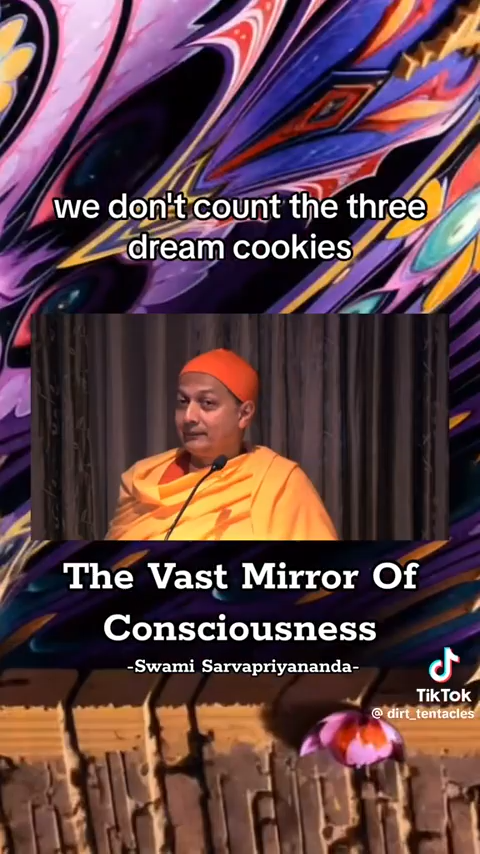 we don't count the three
dream cookies
The Vast Mirror Of
Consciousness
-Swami Sarvapriyananda-
TikTok
@ dirt_tentacles